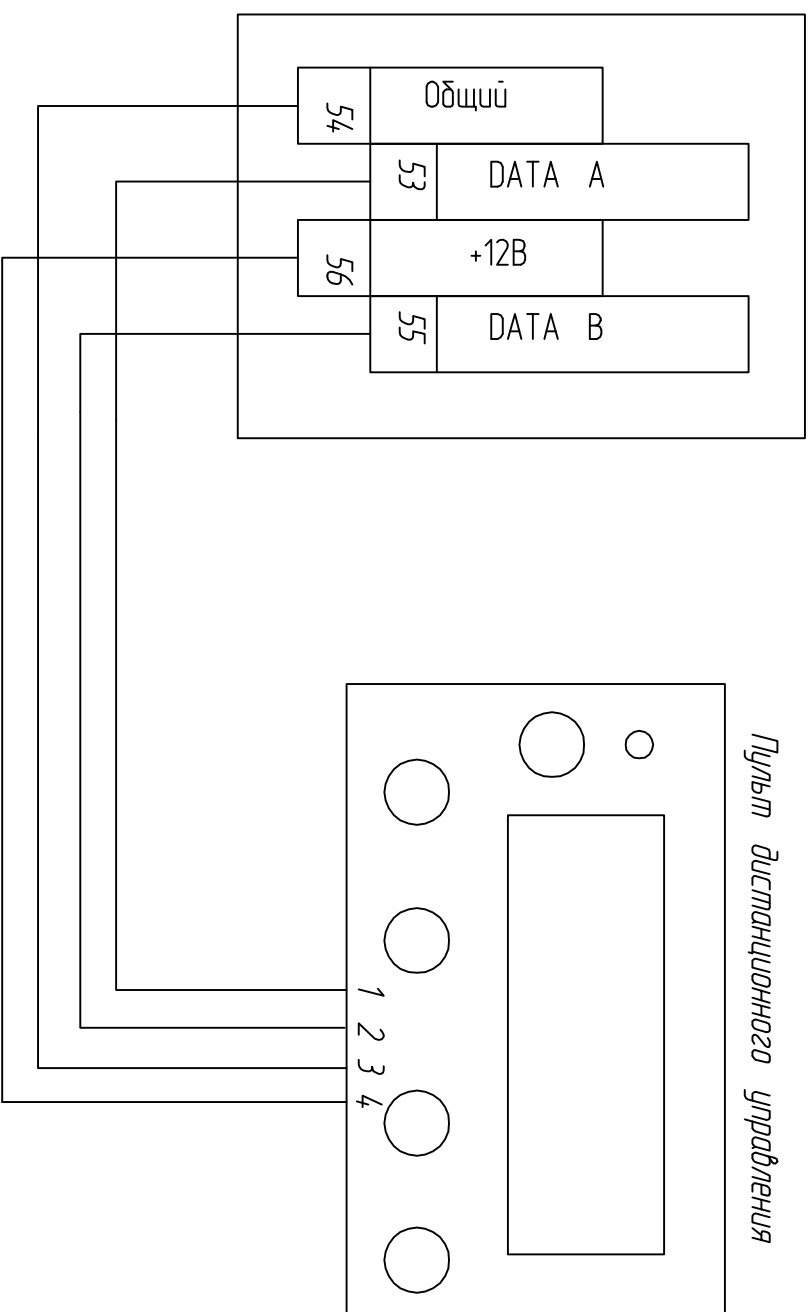 54 Общий
53 DATA A
56 +12В
55 DATA B
Пульт дистанционного управления
1
2
3
4